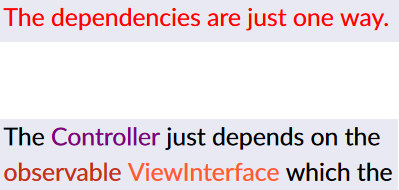 The dependencies are just one way.
The Controller just depends on the
observable ViewInterface which the